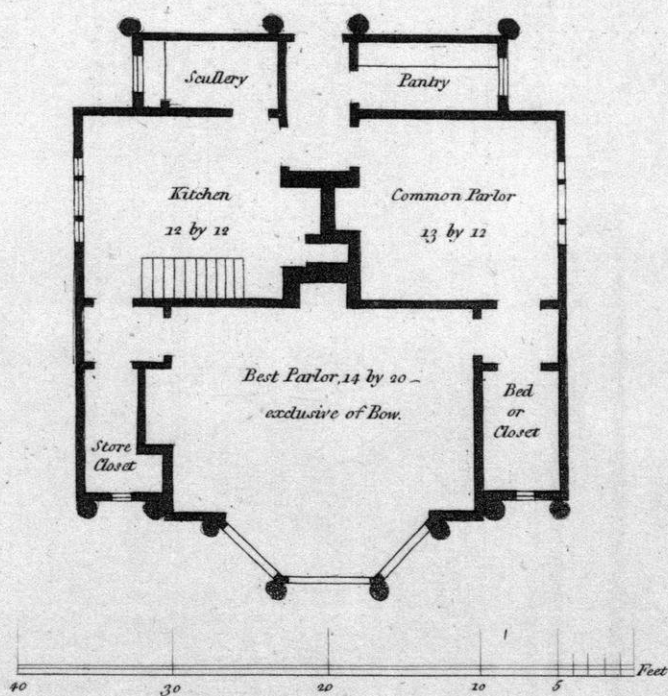 Scullery
Pantry
Kitchen
12 by 12
Common Parlor
13 by 12
Best Parlor, 14 by 20 –
exclusive of Bow.
Bed
or
Closet
Store
Closet
40 30 20 10 5 Feet